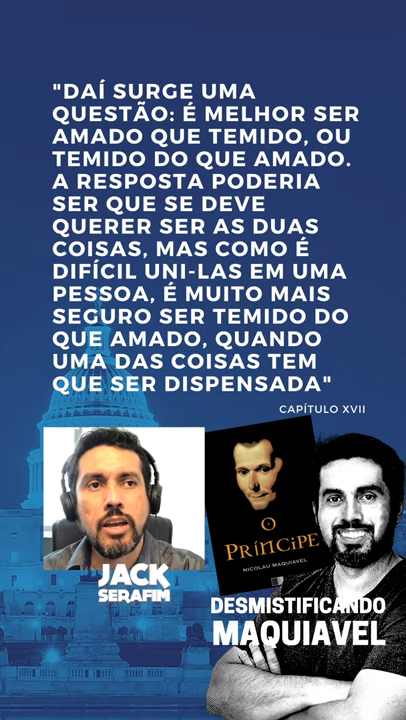 "DAÍ SURGE UMA
QUESTÃO: É MELHOR SER
AMADO QUE TEMIDO, OU
TEMIDO DO QUE AMADO.
A RESPOSTA PODERIA
SER QUE SE DEVE
QUERER SER AS DUAS
COISAS, MAS COMO É
DIFÍCIL UNI-LAS EM UMA
PESSOA, É MUITO MAIS
SEGURO SER TEMIDO DO
QUE AMADO, QUANDO
UMA DAS COISAS TEM
QUE SER DISPENSADA"
CAPÍTULO XVII
O
PRÍNCIPE
NICOLAU MAQUIAVEL
JACK
SERAFIM
DESMISTIFICANDO
MAQUIAVEL